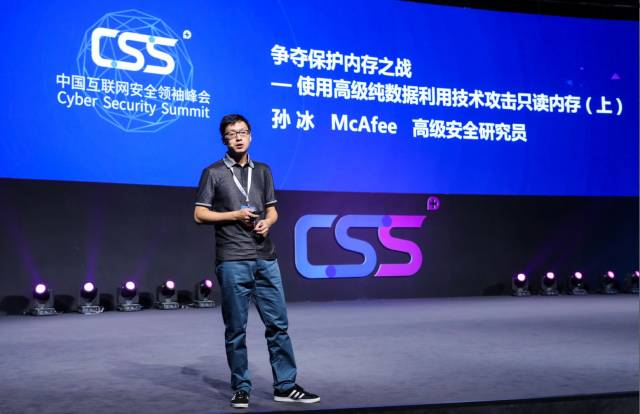 CSS
中国互联网安全领袖峰会
Cyber Security Summit
争夺保护内存之战
— 使用高级纯数据利用技术攻击只读内存（上）
孙 冰 McAfee 高级安全研究员
CSS